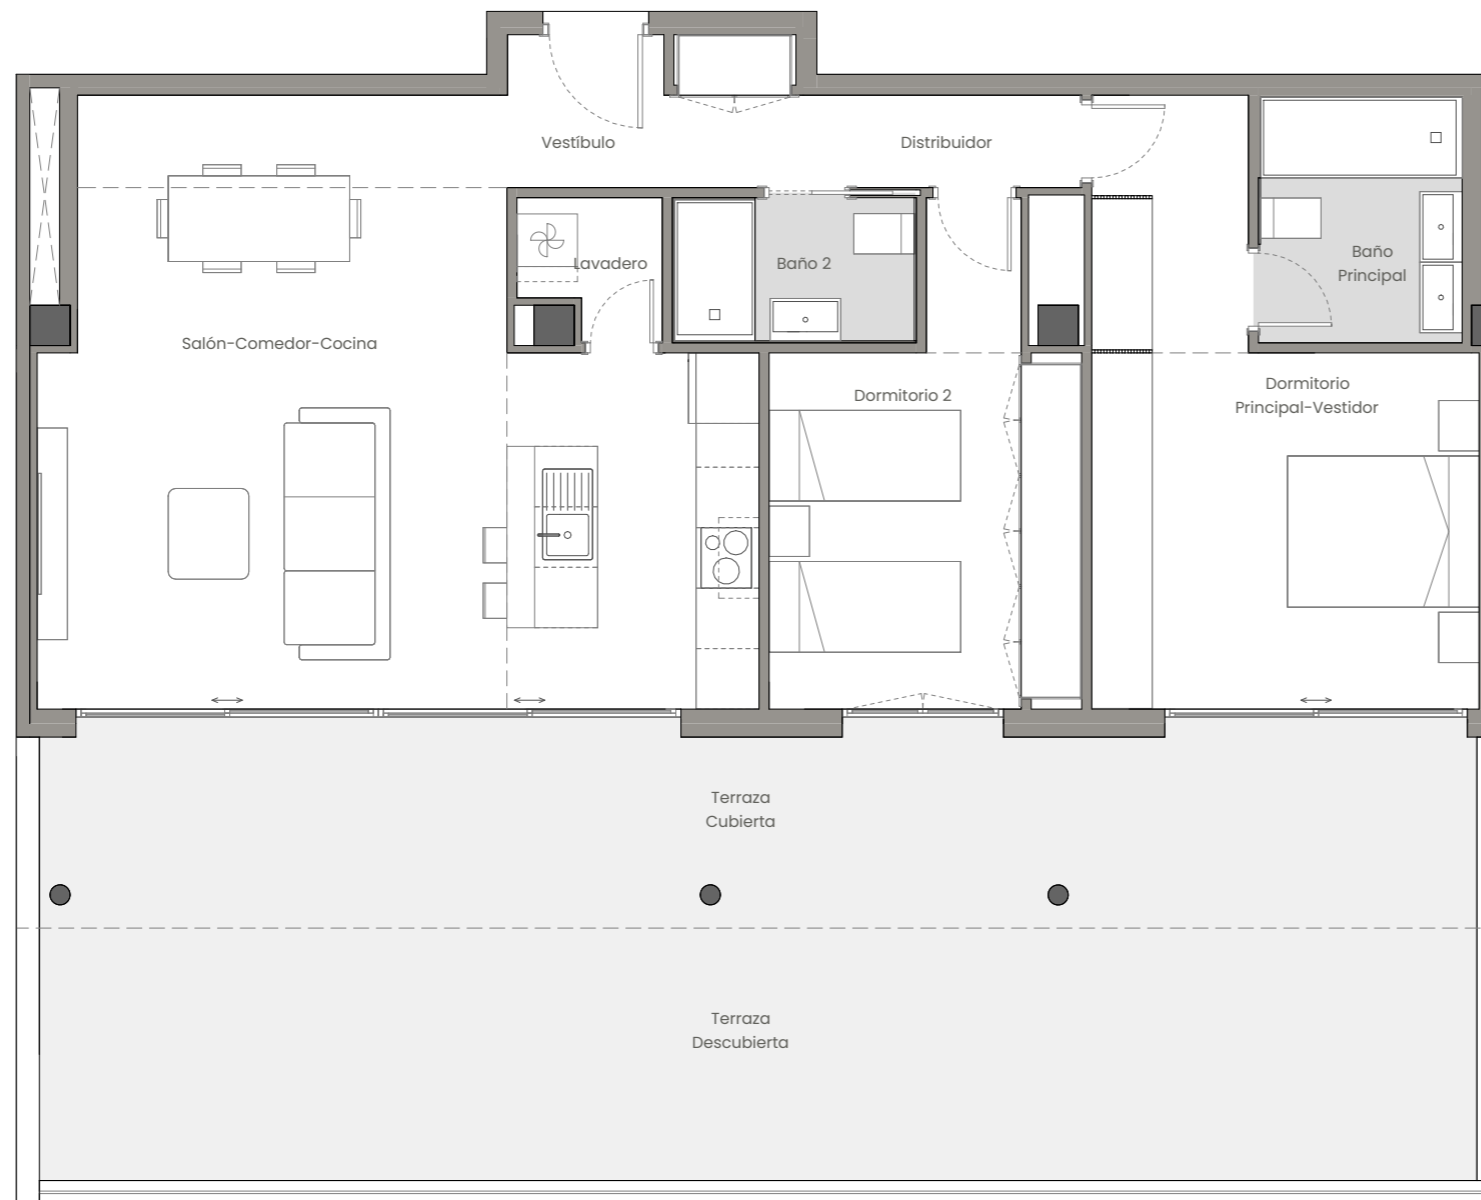 Vestíbulo
Distribuidor
Lavadero
Baño 2
Baño
Principal
Salón-Comedor-Cocina
Dormitorio 2
Dormitorio
Principal-Vestidor
Terraza
Cubierta
Terraza
Descubierta